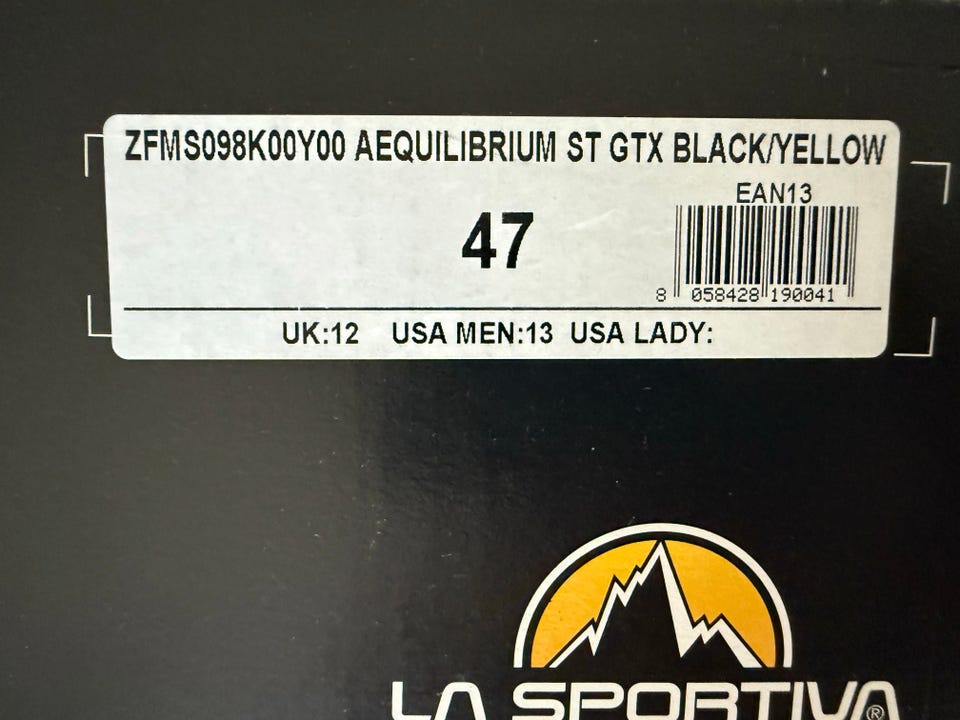 ZFMS098K00Y00 AEQUILIBRIUM ST GTX BLACK/YELLOW
EAN13
47
8 058428 190041
UK:12 USA MEN:13 USA LADY:
LA SPORTIVA®